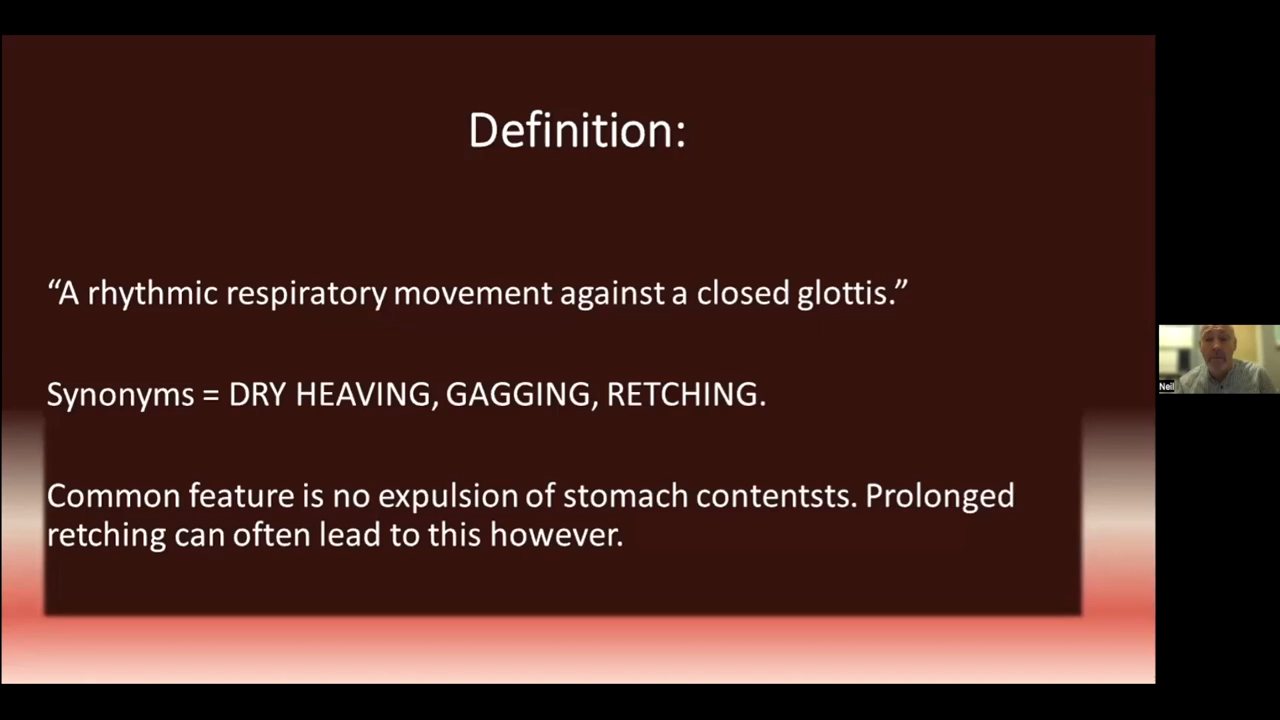 Definition:
“A rhythmic respiratory movement against a closed glottis.”
Synonyms = DRY HEAVING, GAGGING, RETCHING.
Common feature is no expulsion of stomach contentsts. Prolonged
retching can often lead to this however.
Neil